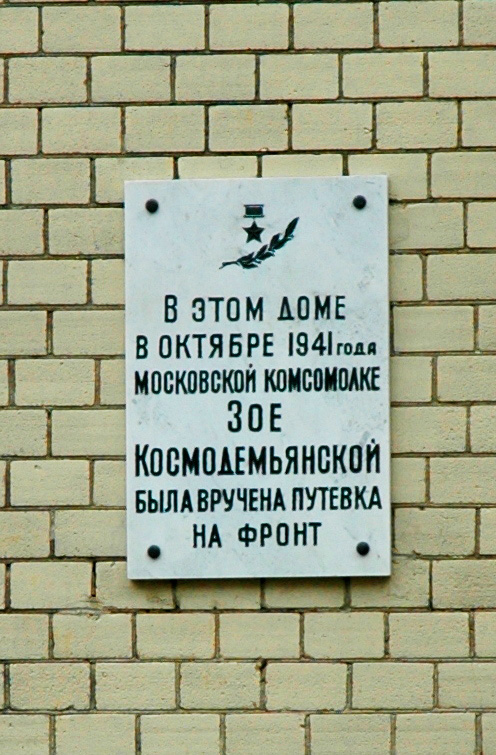 В ЭТОМ ДОМЕ
В ОКТЯБРЕ 1941 года
МОСКОВСКОЙ КОМСОМОЛКЕ
ЗОЕ
КОСМОДЕМЬЯНСКОЙ
БЫЛА ВРУЧЕНА ПУТЕВКА
НА ФРОНТ